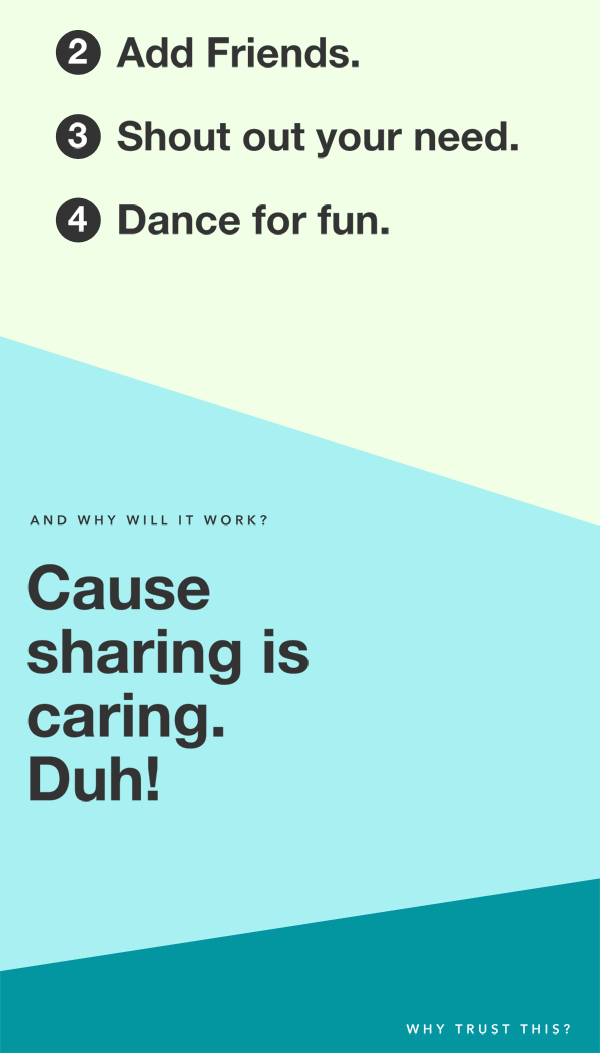 2 Add Friends.
3 Shout out your need.
4 Dance for fun.
AND WHY WILL IT WORK?
Cause
sharing is
caring.
Duh!
WHY TRUST THIS?